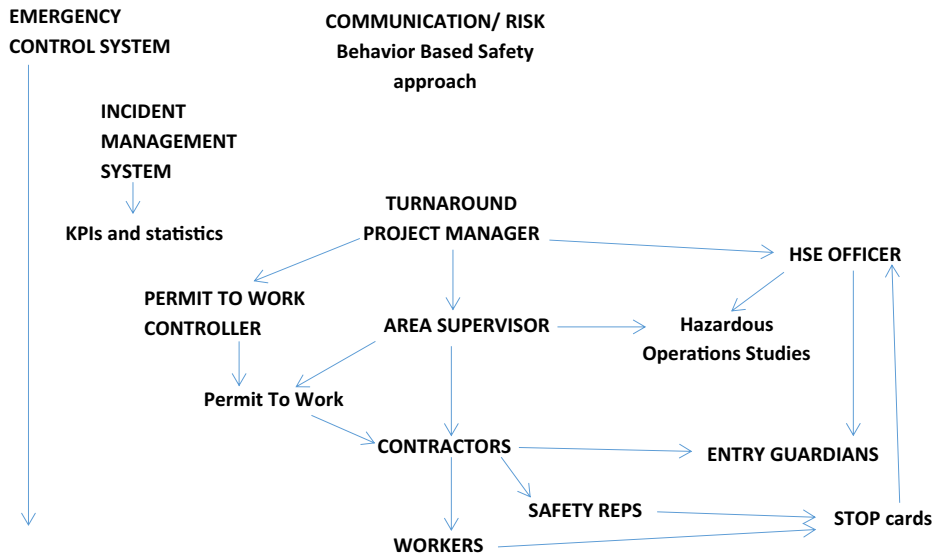 EMERGENCY
CONTROL SYSTEM
COMMUNICATION/ RISK
Behavior Based Safety
approach
INCIDENT
MANAGEMENT
SYSTEM
KPIs and statistics
TURNAROUND
PROJECT MANAGER
HSE OFFICER
PERMIT TO WORK
CONTROLLER
AREA SUPERVISOR
Hazardous
Operations Studies
Permit To Work
CONTRACTORS
ENTRY GUARDIANS
SAFETY REPS
STOP cards
WORKERS